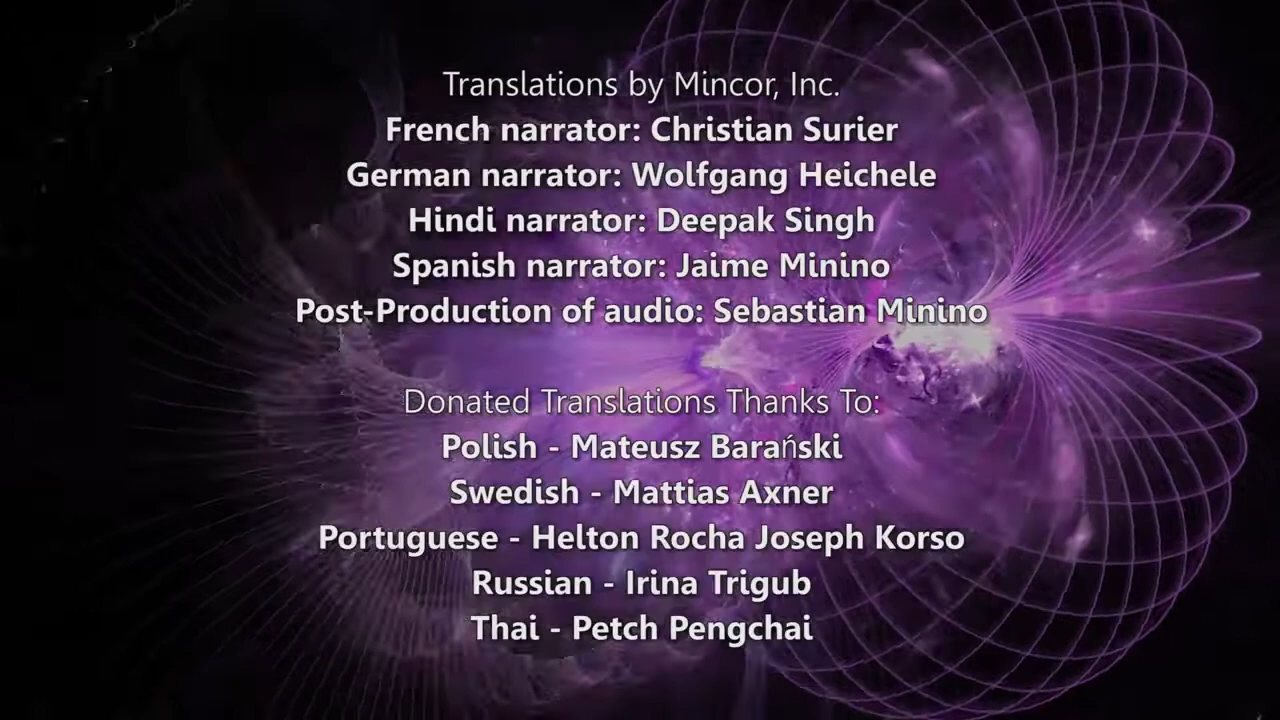 Translations by Mincor, Inc.
French narrator: Christian Surier
German narrator: Wolfgang Heichele
Hindi narrator: Deepak Singh
Spanish narrator: Jaime Minino
Post-Production of audio: Sebastian Minino
Donated Translations Thanks To:
Polish - Mateusz Barański
Swedish - Mattias Axner
Portuguese - Helton Rocha Joseph Korso
Russian - Irina Trigub
Thai - Petch Pengchai